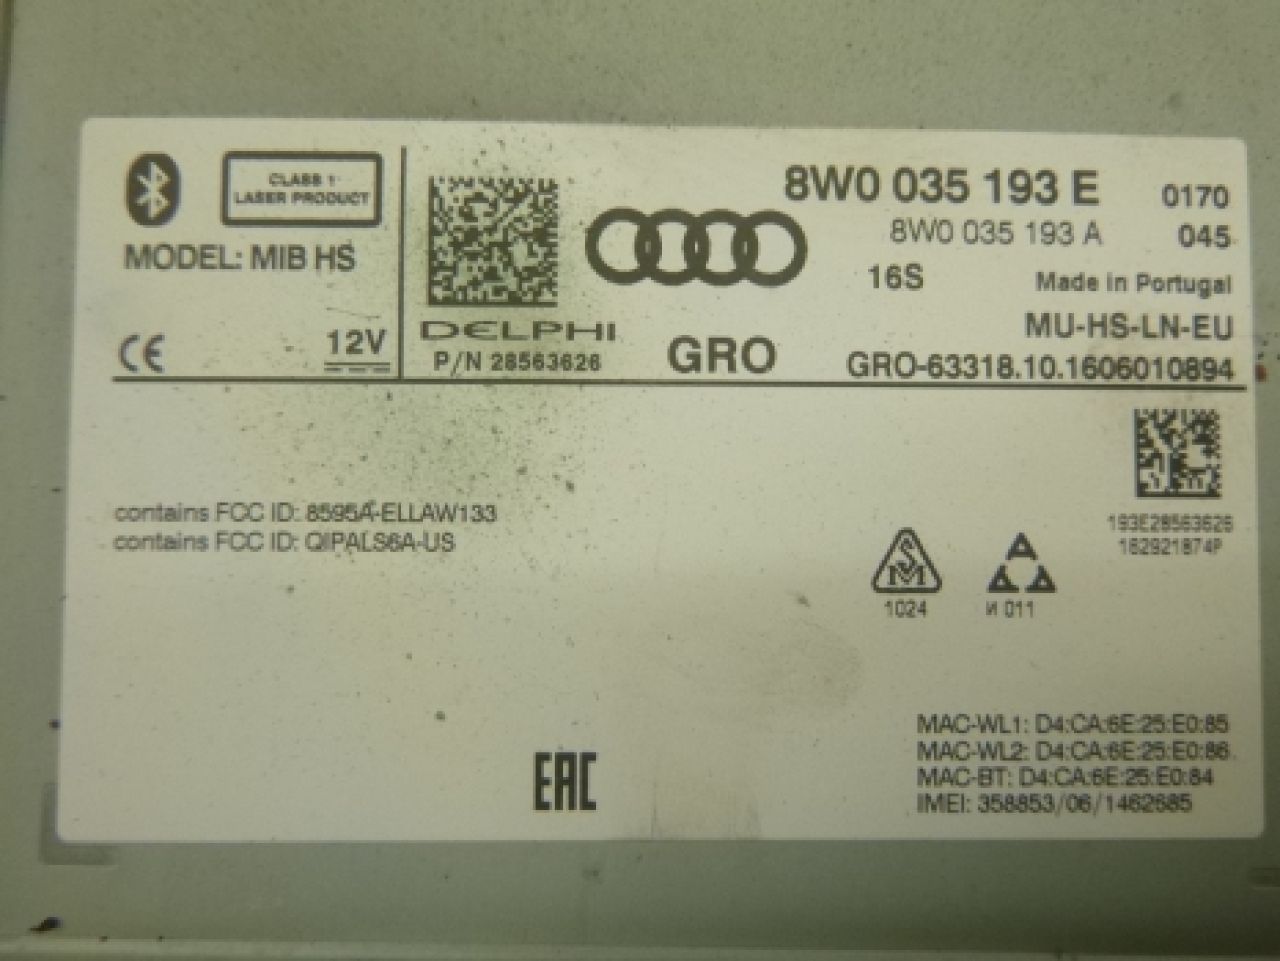 CLASS 1
LASER PRODUCT
MODEL: MIB HS
CE
12V
DELPHI
P/N 28563626
GRO
8W0 035 193 E
0170
8W0 035 193 A
045
16S
Made in Portugal
MU-HS-LN-EU
GRO-63318.10.1606010894
contains FCC ID: 8595A-ELLAW133
contains FCC ID: QIPALS6A-US
193E28563626
162921874P
SM
1024
И 011
EAC
MAC-WL1: D4:CA:6E:25:E0:85
MAC-WL2: D4:CA:6E:25:E0:86
MAC-BT: D4:CA:6E:25:E0:84
IMEI: 358853/06/1462685